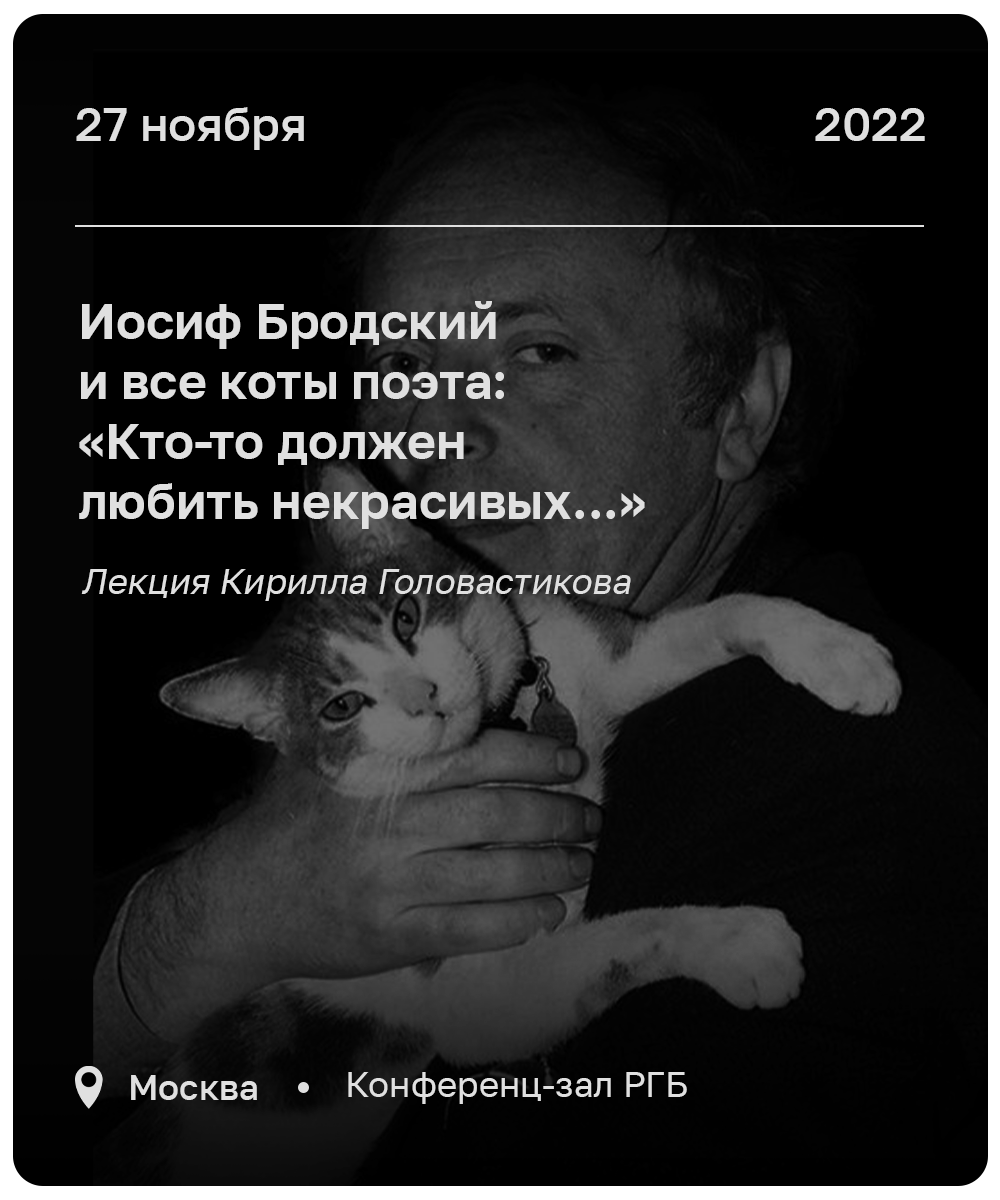 27 ноября 2022
Иосиф Бродский
и все коты поэта:
«Кто-то должен
любить некрасивых...»
Лекция Кирилла Головастикова
Москва • Конференц-зал РГБ